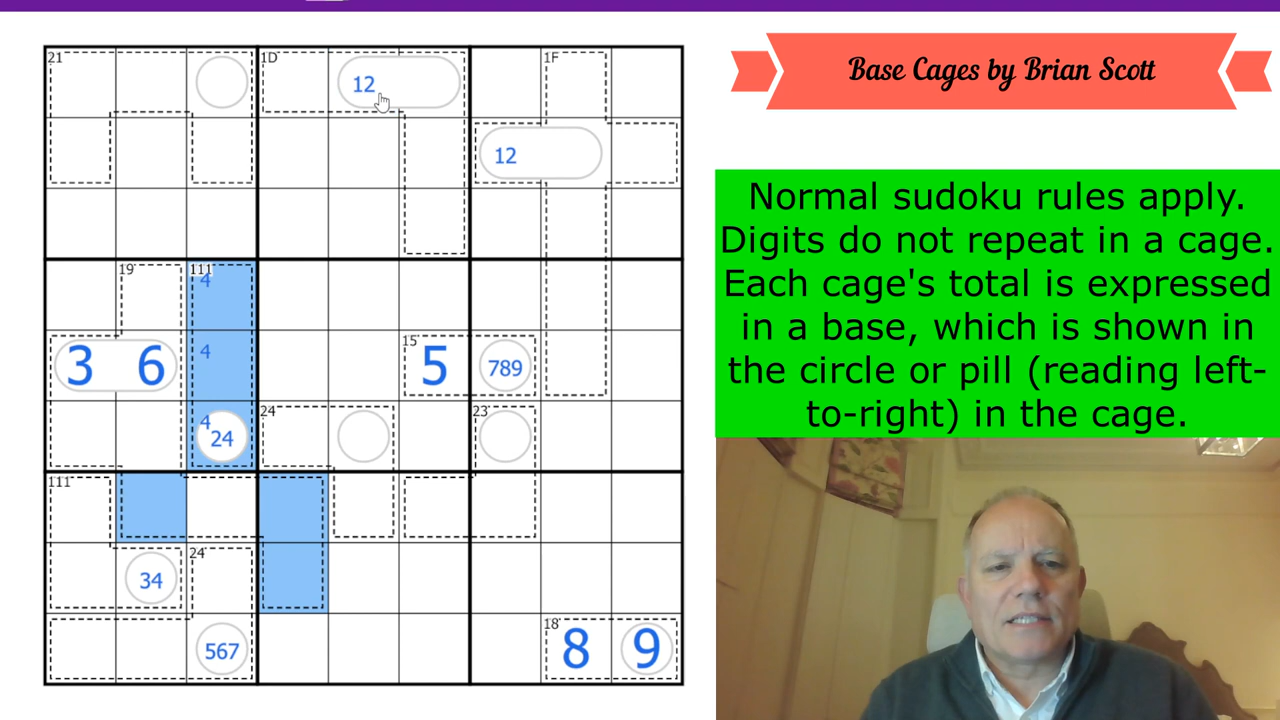 Base Cages by Brian Scott
21 1D 1F
12
12
Normal sudoku rules apply.
Digits do not repeat in a cage.
Each cage's total is expressed
in a base, which is shown in
the circle or pill (reading left-
to-right) in the cage.
19 111
4
15
3 6 4 5 789
24 23
4
24
111
24
34
18
567 8 9